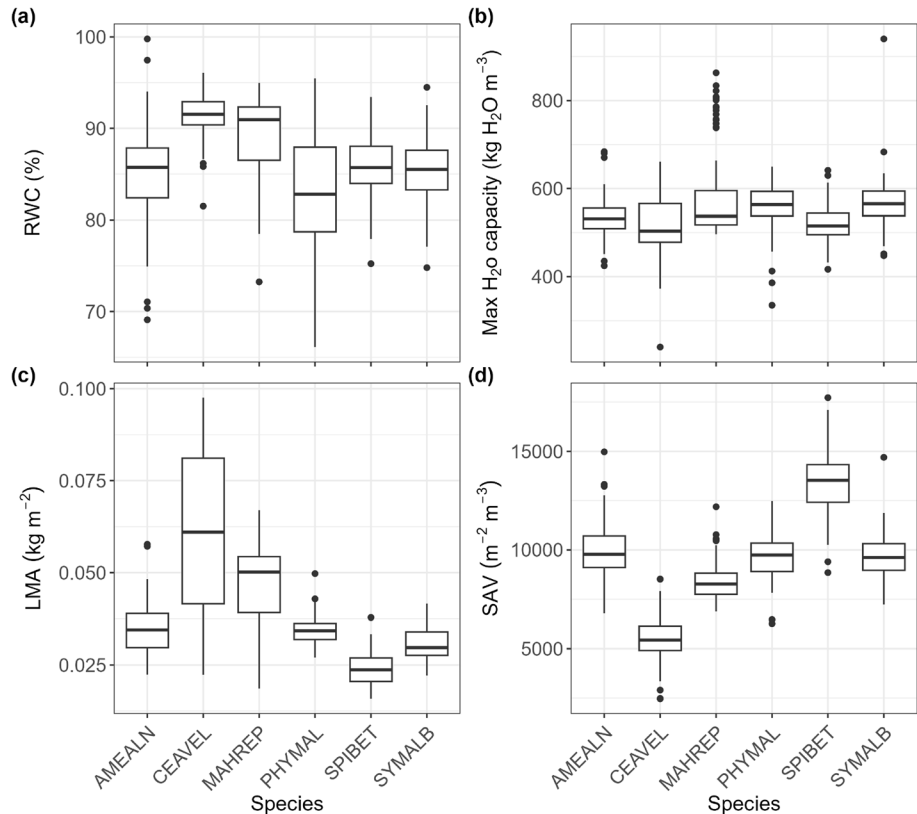 (a)
RWC (%)
100
90
80
70
(b)
Max H₂o capacity (kg H₂O m⁻³)
800
600
400
(c)
LMA (kg m⁻²)
0.100
0.075
0.050
0.025
AMEALN
CEAVEL
MAHREP
PHYMAL
SPIBET
SYMALB
Species
(d)
SAV (m⁻² m⁻³)
15000
10000
5000
AMEALN
CEAVEL
MAHREP
PHYMAL
SPIBET
SYMALB
Species